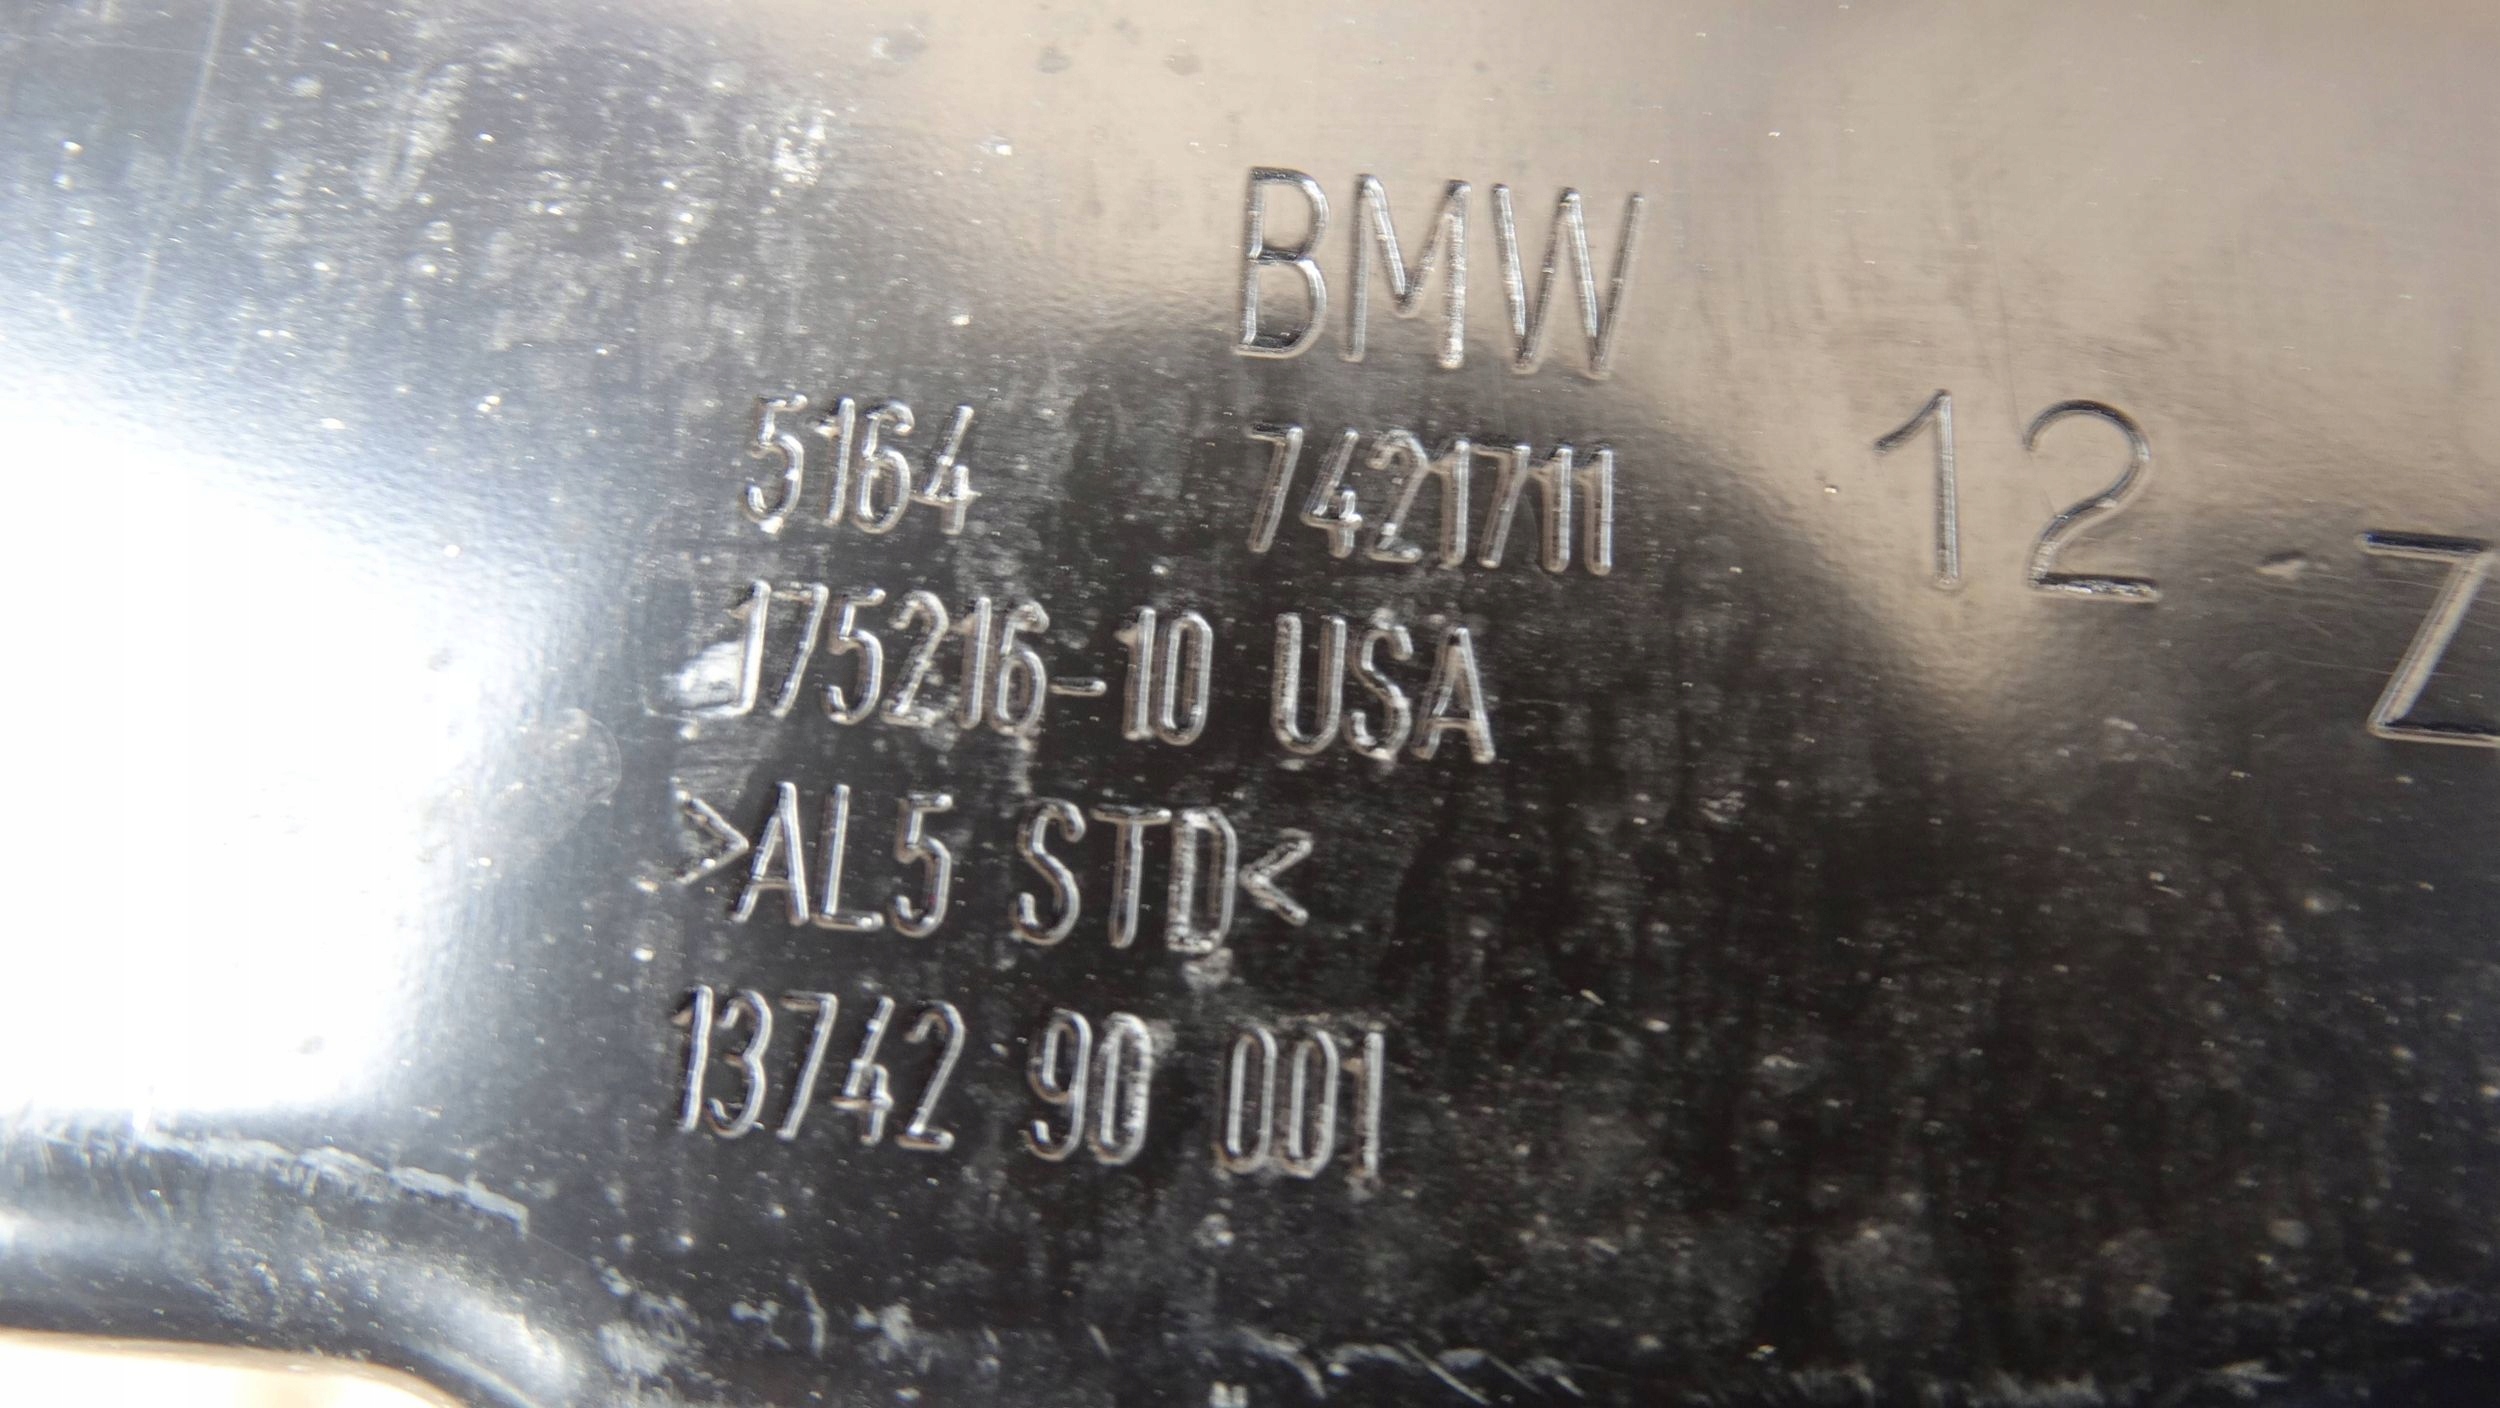 BMW
5164 7421711 12 Z
175216-10 USA
>AL5 STD<
13742 90 001